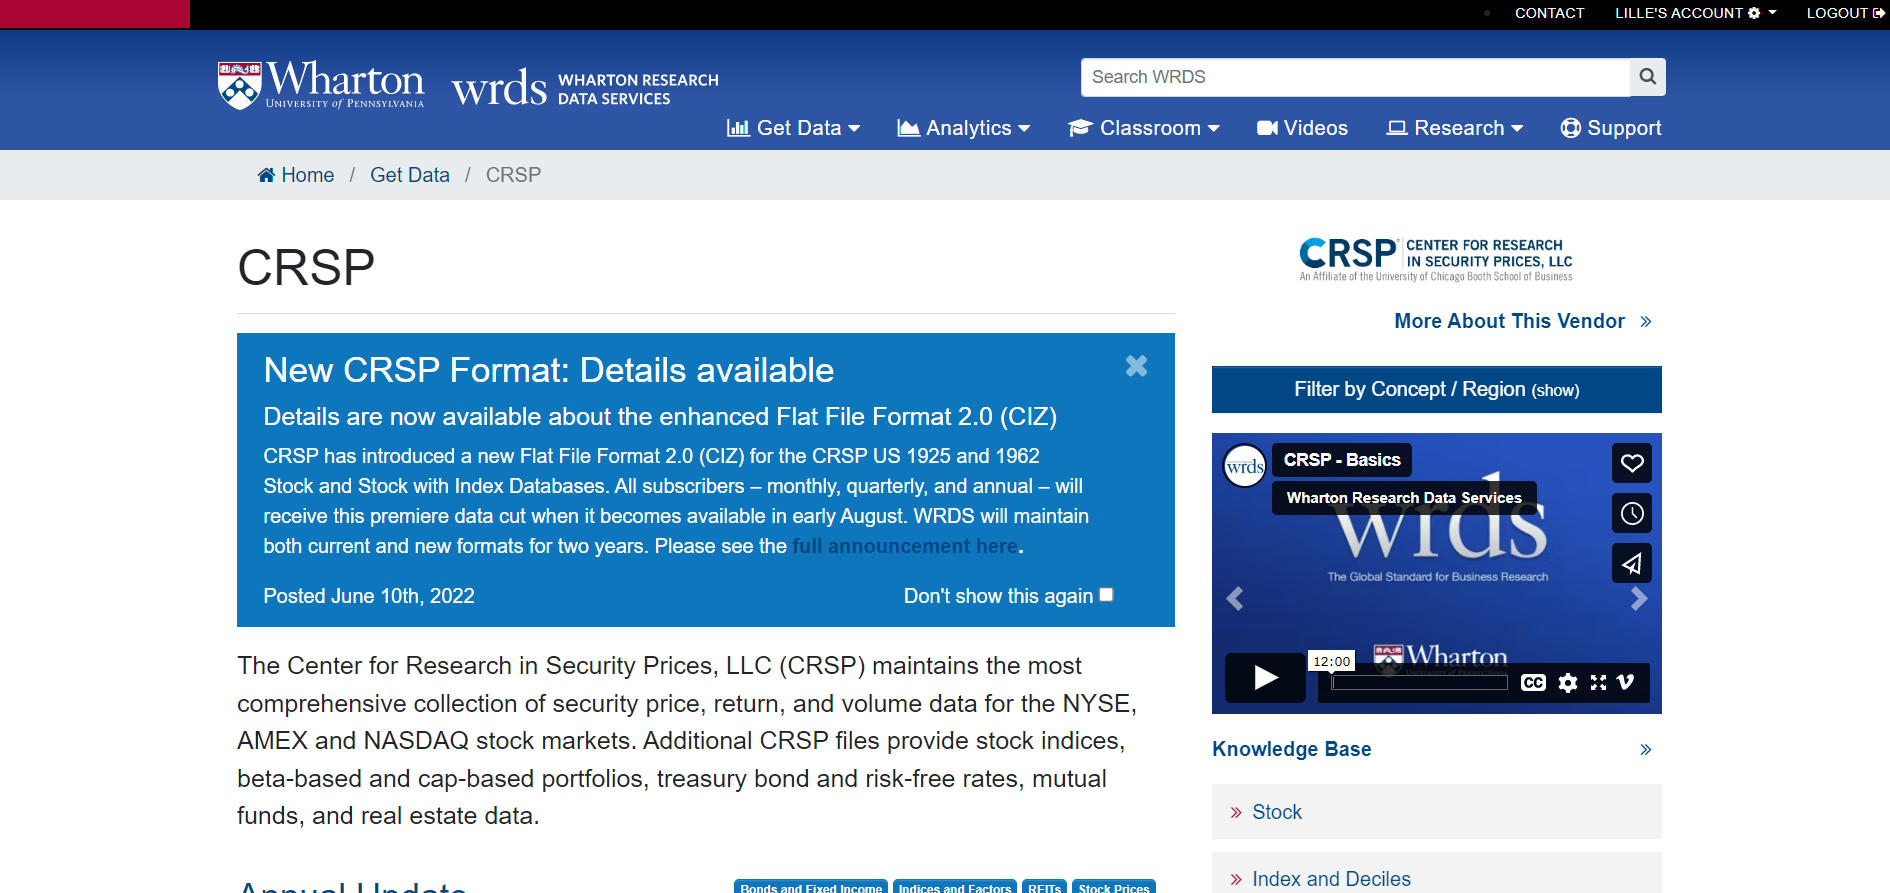 CONTACT
LILLE'S ACCOUNT
LOGOUT
Wharton
UNIVERSITY of PENNSYLVANIA
wrds
WHARTON RESEARCH
DATA SERVICES
Search WRDS
Get Data
Analytics
Classroom
Videos
Research
Support
Home / Get Data / CRSP
CRSP
New CRSP Format: Details available
Details are now available about the enhanced Flat File Format 2.0 (CIZ)
CRSP has introduced a new Flat File Format 2.0 (CIZ) for the CRSP US 1925 and 1962
Stock and Stock with Index Databases. All subscribers – monthly, quarterly, and annual – will
receive this premiere data cut when it becomes available in early August. WRDS will maintain
both current and new formats for two years. Please see the full announcement here.
Posted June 10th, 2022
Don't show this again
The Center for Research in Security Prices, LLC (CRSP) maintains the most
comprehensive collection of security price, return, and volume data for the NYSE,
AMEX and NASDAQ stock markets. Additional CRSP files provide stock indices,
beta-based and cap-based portfolios, treasury bond and risk-free rates, mutual
funds, and real estate data.
Annual Update
Bonds and Fixed Income
Indices and Factors
REITs
Stock Prices
CRSP
CENTER FOR RESEARCH
IN SECURITY PRICES, LLC
An Affiliate of the University of Chicago Booth School of Business
More About This Vendor »
Filter by Concept / Region (show)
wrds
CRSP - Basics
Wharton Research Data Services
wrds
The Global Standard for Business Research
Wharton
12:00
CC
Knowledge Base »
» Stock
» Index and Deciles